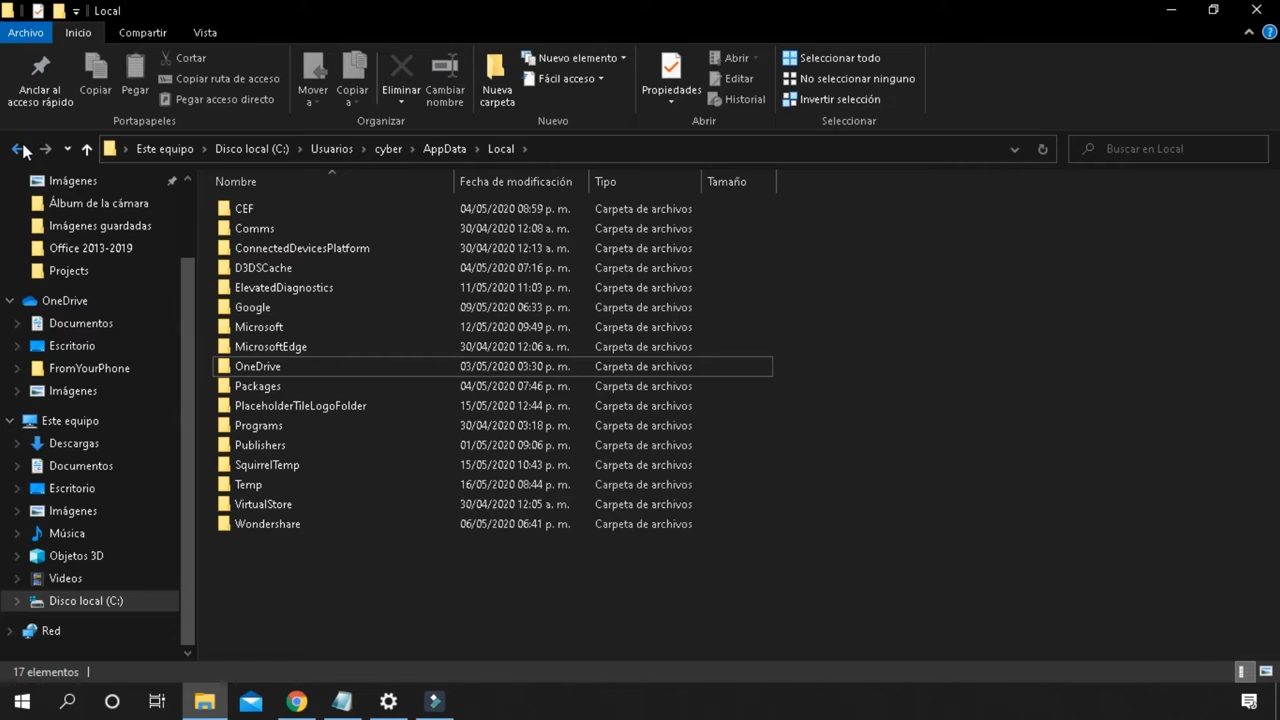 Local
Archivo Inicio Compartir Vista
Anclar al acceso rápido
Copiar
Pegar
Cortar
Copiar ruta de acceso
Pegar acceso directo
Portapapeles
Mover a
Copiar a
Eliminar
Cambiar nombre
Organizar
Nueva carpeta
Nuevo elemento
Fácil acceso
Nuevo
Propiedades
Abrir
Editar
Historial
Abrir
Seleccionar todo
No seleccionar ninguno
Invertir selección
Seleccionar
Este equipo > Disco local (C:) > Usuarios > cyber > AppData > Local >
Buscar en Local
Imágenes
Álbum de la cámara
Imágenes guardadas
Office 2013-2019
Projects
OneDrive
Documentos
Escritorio
FromYourPhone
Imágenes
Este equipo
Descargas
Documentos
Escritorio
Imágenes
Música
Objetos 3D
Videos
Disco local (C:)
Red
Nombre Fecha de modificación Tipo Tamaño
CEF 04/05/2020 08:59 p. m. Carpeta de archivos
Comms 30/04/2020 12:08 a. m. Carpeta de archivos
ConnectedDevicesPlatform 30/04/2020 12:13 a. m. Carpeta de archivos
D3DSCache 04/05/2020 07:16 p. m. Carpeta de archivos
ElevatedDiagnostics 11/05/2020 11:03 p. m. Carpeta de archivos
Google 09/05/2020 06:33 p. m. Carpeta de archivos
Microsoft 12/05/2020 09:49 p. m. Carpeta de archivos
MicrosoftEdge 30/04/2020 12:06 a. m. Carpeta de archivos
OneDrive 03/05/2020 03:30 p. m. Carpeta de archivos
Packages 04/05/2020 07:46 p. m. Carpeta de archivos
PlaceholderTileLogoFolder 15/05/2020 12:44 p. m. Carpeta de archivos
Programs 30/04/2020 03:18 p. m. Carpeta de archivos
Publishers 01/05/2020 09:06 p. m. Carpeta de archivos
SquirrelTemp 15/05/2020 10:43 p. m. Carpeta de archivos
Temp 16/05/2020 08:44 p. m. Carpeta de archivos
VirtualStore 30/04/2020 12:05 a. m. Carpeta de archivos
Wondershare 06/05/2020 06:41 p. m. Carpeta de archivos
17 elementos